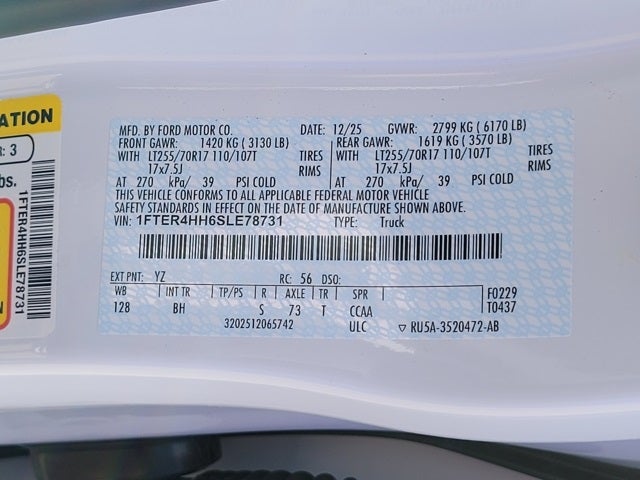 MFD. BY FORD MOTOR CO. DATE: 12/25 GVWR: 2799 KG ( 6170 LB)
FRONT GAWR: 1420 KG ( 3130 LB) REAR GAWR: 1619 KG ( 3570 LB)
WITH LT255/70R17 110/107T TIRES WITH LT255/70R17 110/107T TIRES
17x7.5J RIMS 17x7.5J RIMS
AT 270 kPa/ 39 PSI COLD AT 270 kPa/ 39 PSI COLD
THIS VEHICLE CONFORMS TO ALL APPLICABLE FEDERAL MOTOR VEHICLE
SAFETY STANDARDS IN EFFECT ON THE DATE OF MANUFACTURE SHOWN ABOVE.
VIN: 1FTER4HH6SLE78731 TYPE: Truck
EXT PNT: YZ RC: 56 DSO:
WB INT TR TP/PS R AXLE TR SPR F0229
128 BH S 73 T CCAA T0437
3202512065742 ULC ▽ RU5A-3520472-AB
ATION
R: 3
bs.
1FTER4HH6SLE78731